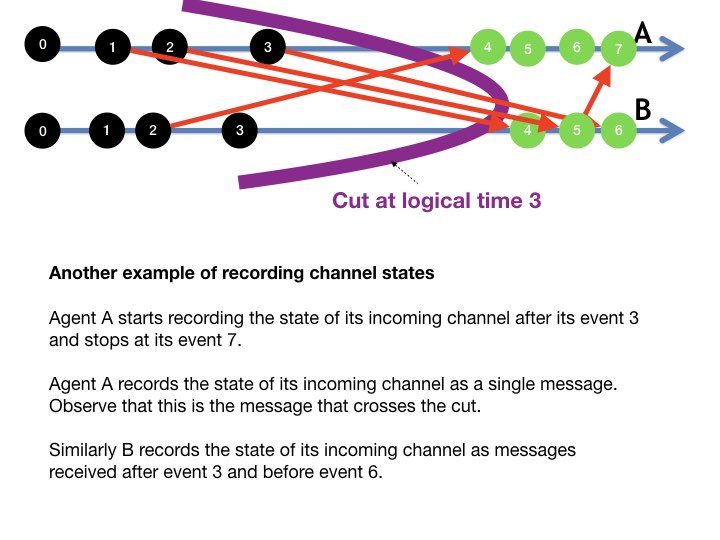 0 1 2 3 4 5 6 7 A
0 1 2 3 4 5 6 B
Cut at logical time 3
Another example of recording channel states
Agent A starts recording the state of its incoming channel after its event 3
and stops at its event 7.
Agent A records the state of its incoming channel as a single message.
Observe that this is the message that crosses the cut.
Similarly B records the state of its incoming channel as messages
received after event 3 and before event 6.